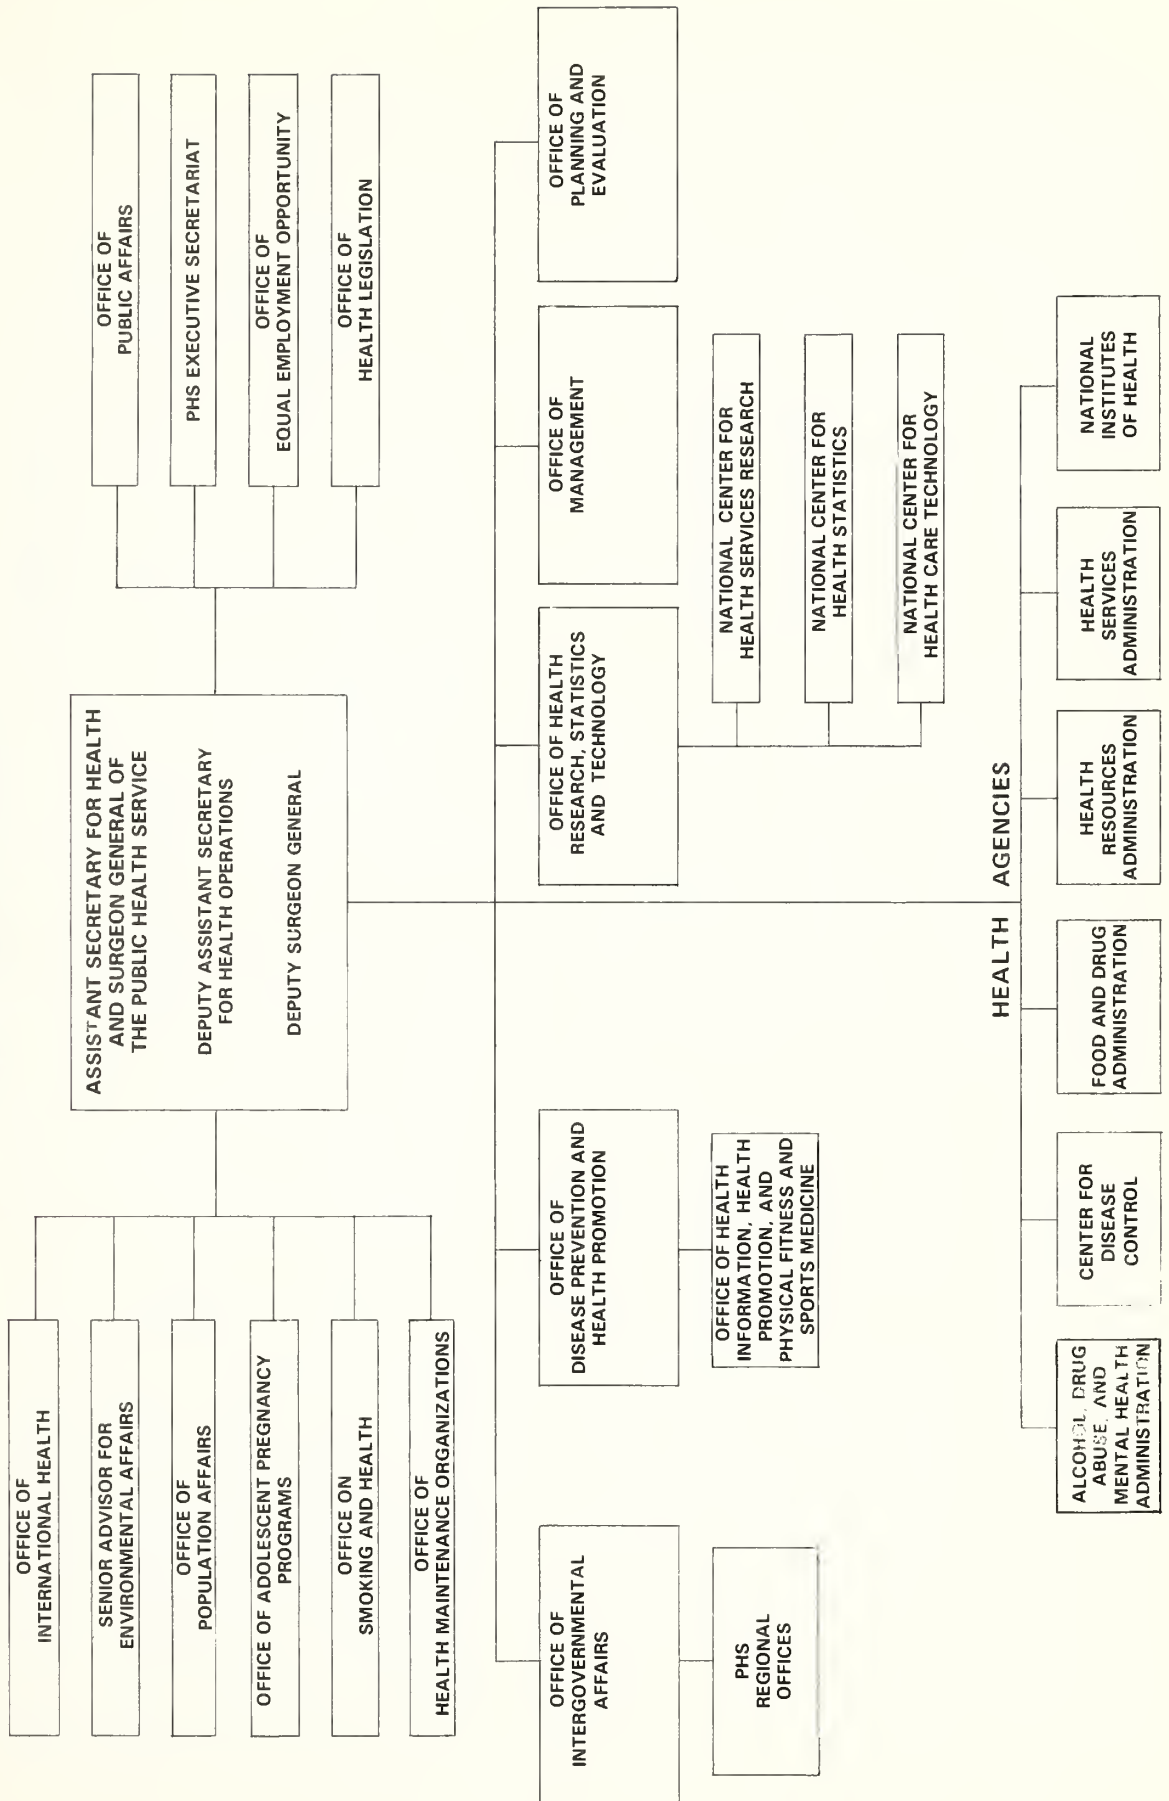 ASSISTANT SECRETARY FOR HEALTH
AND SURGEON GENERAL OF
THE PUBLIC HEALTH SERVICE
DEPUTY ASSISTANT SECRETARY
FOR HEALTH OPERATIONS
DEPUTY SURGEON GENERAL
OFFICE OF
INTERNATIONAL HEALTH
SENIOR ADVISOR FOR
ENVIRONMENTAL AFFAIRS
OFFICE OF
POPULATION AFFAIRS
OFFICE OF ADOLESCENT PREGNANCY
PROGRAMS
OFFICE ON
SMOKING AND HEALTH
OFFICE OF
HEALTH MAINTENANCE ORGANIZATIONS
OFFICE OF
PUBLIC AFFAIRS
PHS EXECUTIVE SECRETARIAT
OFFICE OF
EQUAL EMPLOYMENT OPPORTUNITY
OFFICE OF
HEALTH LEGISLATION
OFFICE OF
INTERGOVERNMENTAL
AFFAIRS
PHS
REGIONAL
OFFICES
OFFICE OF
DISEASE PREVENTION AND
HEALTH PROMOTION
OFFICE OF HEALTH
INFORMATION, HEALTH
PROMOTION, AND
PHYSICAL FITNESS AND
SPORTS MEDICINE
OFFICE OF HEALTH
RESEARCH, STATISTICS
AND TECHNOLOGY
NATIONAL CENTER FOR
HEALTH SERVICES RESEARCH
NATIONAL CENTER FOR
HEALTH STATISTICS
NATIONAL CENTER FOR
HEALTH CARE TECHNOLOGY
OFFICE OF
MANAGEMENT
OFFICE OF
PLANNING AND
EVALUATION
HEALTH AGENCIES
ALCOHOL, DRUG
ABUSE, AND
MENTAL HEALTH
ADMINISTRATION
CENTER FOR
DISEASE
CONTROL
FOOD AND DRUG
ADMINISTRATION
HEALTH
RESOURCES
ADMINISTRATION
HEALTH
SERVICES
ADMINISTRATION
NATIONAL
INSTITUTES
OF HEALTH